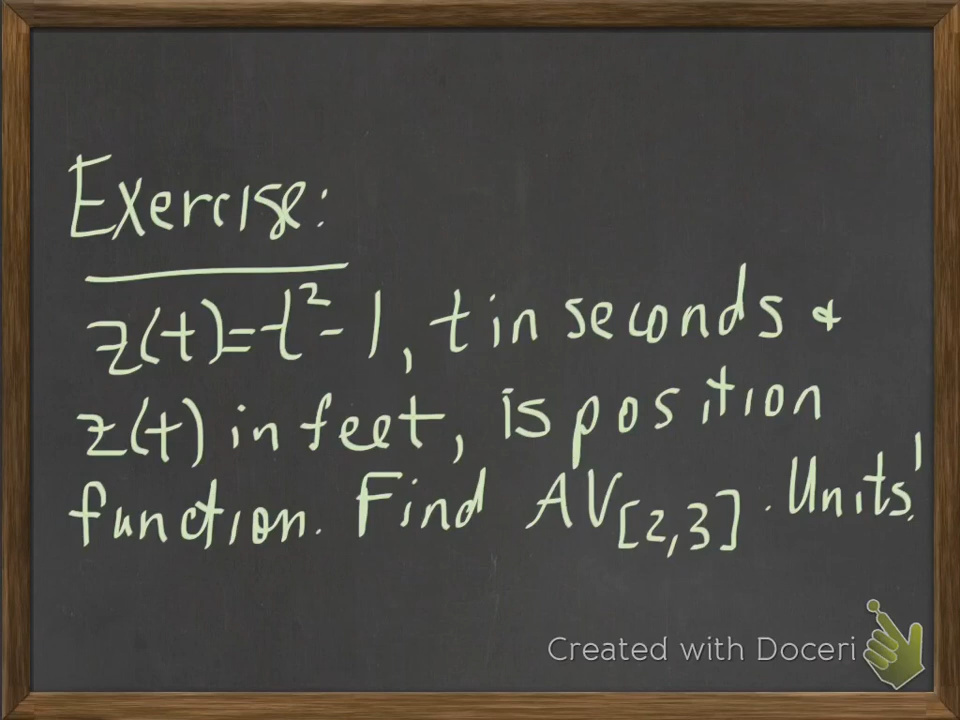 Exercise:
z(t)=t²-1, t in seconds &
z(t) in feet, is position
function. Find AV[2,3]. Units!
Created with Doceri